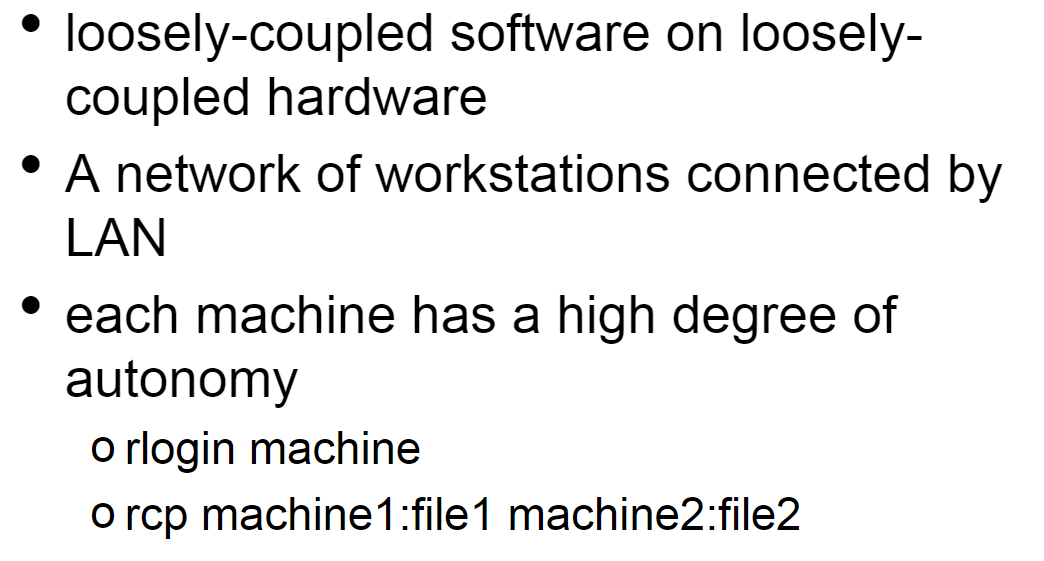 • loosely-coupled software on loosely-
coupled hardware
• A network of workstations connected by
LAN
• each machine has a high degree of
autonomy
o rlogin machine
o rcp machine1:file1 machine2:file2